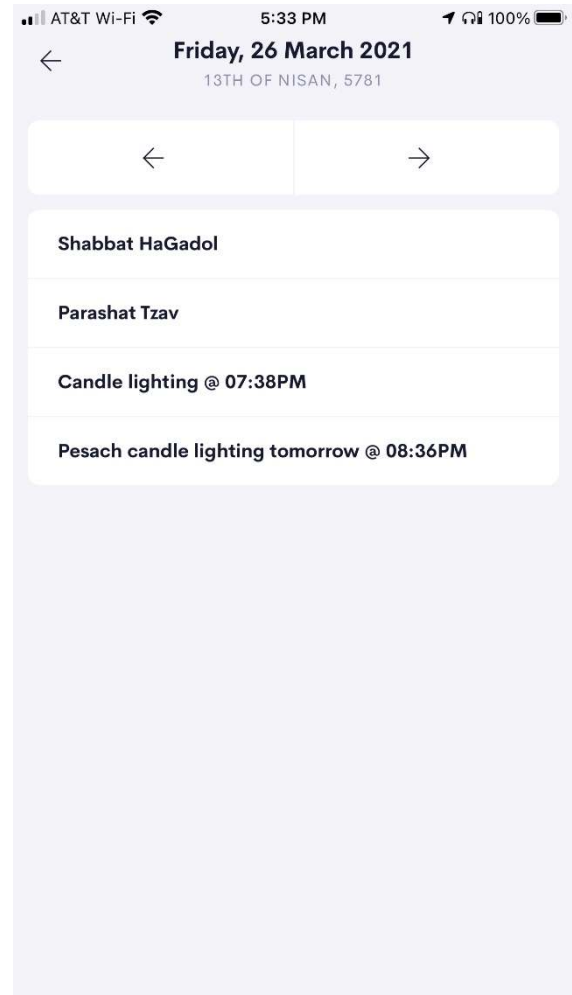 AT&T Wi-Fi 5:33 PM 100%
Friday, 26 March 2021
13TH OF NISAN, 5781
Shabbat HaGadol
Parashat Tzav
Candle lighting @ 07:38PM
Pesach candle lighting tomorrow @ 08:36PM